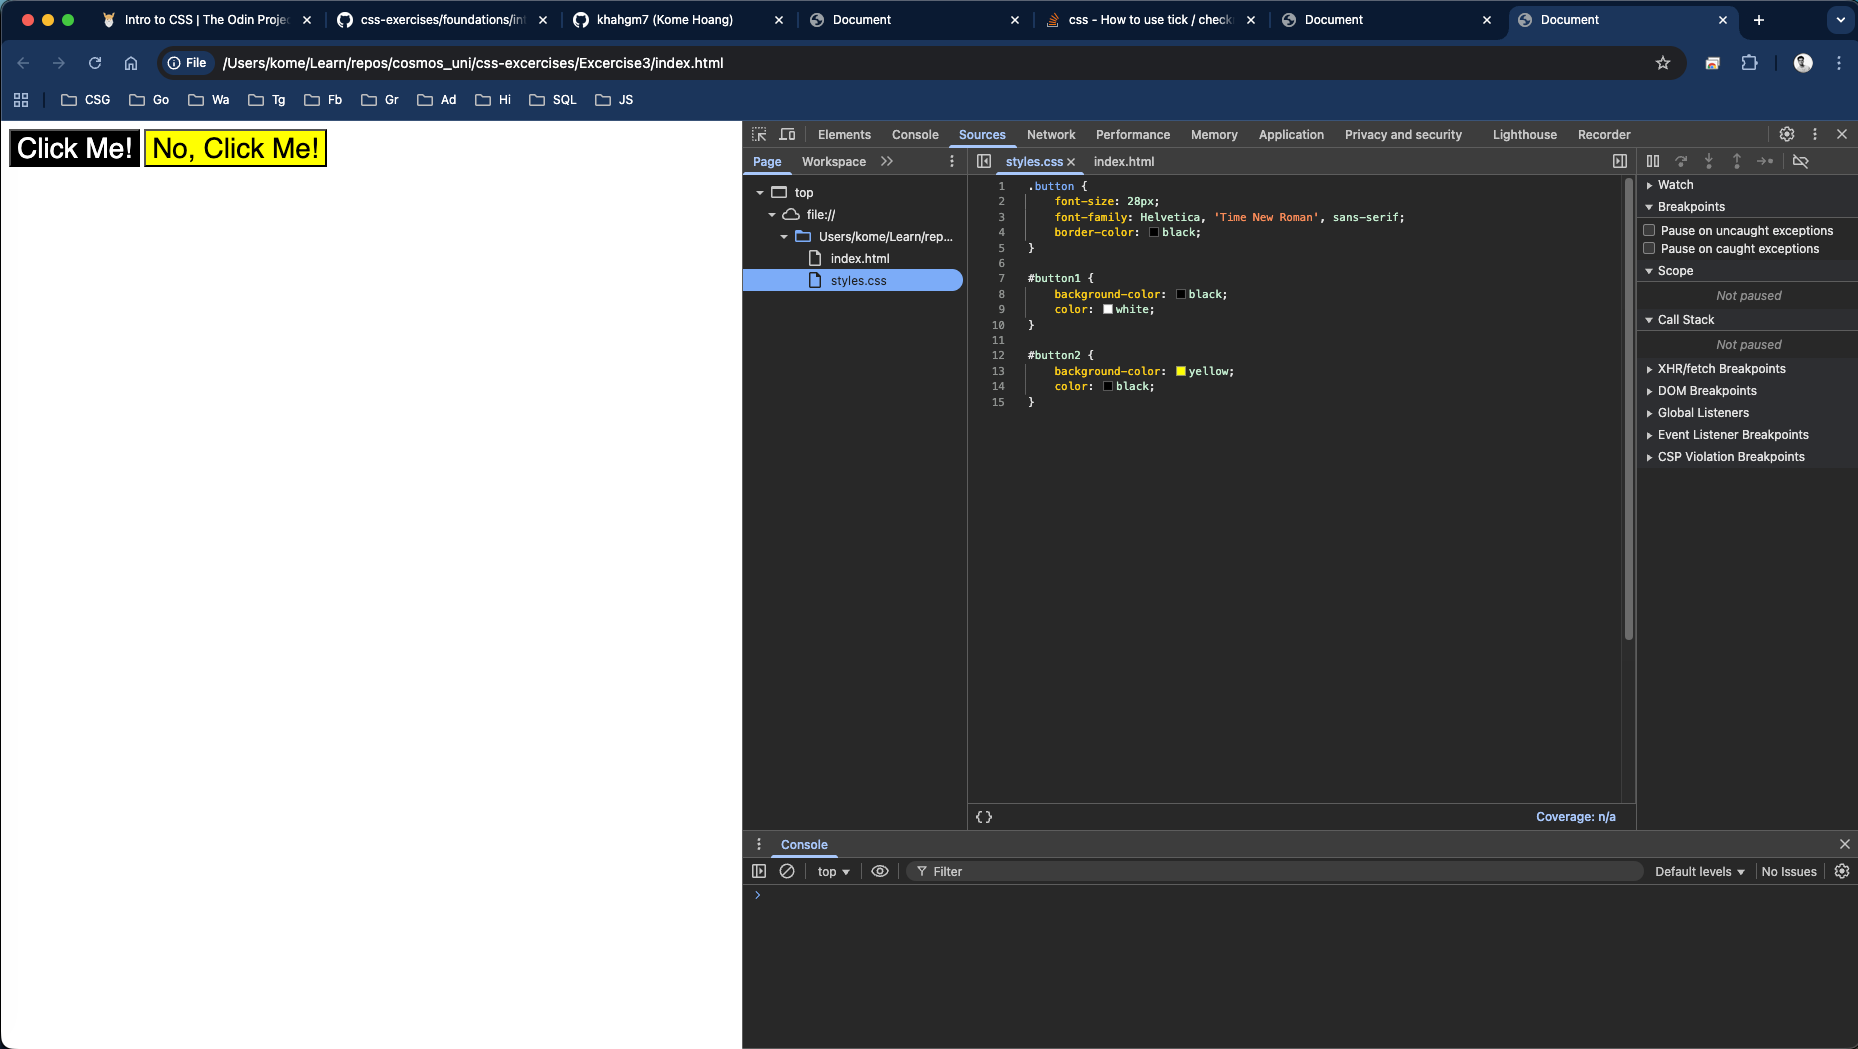 Intro to CSS | The Odin Proje
css-exercises/foundations/in
khahgm7 (Kome Hoang)
Document
css - How to use tick / check
Document
Document
File /Users/kome/Learn/repos/cosmos_uni/css-excercises/Excercise3/index.html
CSG Go Wa Tg Fb Gr Ad Hi SQL JS
Click Me! No, Click Me!
Elements Console Sources Network Performance Memory Application Privacy and security Lighthouse Recorder
Page Workspace
top
file://
Users/kome/Learn/rep...
index.html
styles.css
styles.css index.html
1 .button {
2 font-size: 28px;
3 font-family: Helvetica, 'Time New Roman', sans-serif;
4 border-color: black;
5 }
6
7 #button1 {
8 background-color: black;
9 color: white;
10 }
11
12 #button2 {
13 background-color: yellow;
14 color: black;
15 }
{} Coverage: n/a
Watch
Breakpoints
Pause on uncaught exceptions
Pause on caught exceptions
Scope
Not paused
Call Stack
Not paused
XHR/fetch Breakpoints
DOM Breakpoints
Global Listeners
Event Listener Breakpoints
CSP Violation Breakpoints
Console
top Filter Default levels No Issues